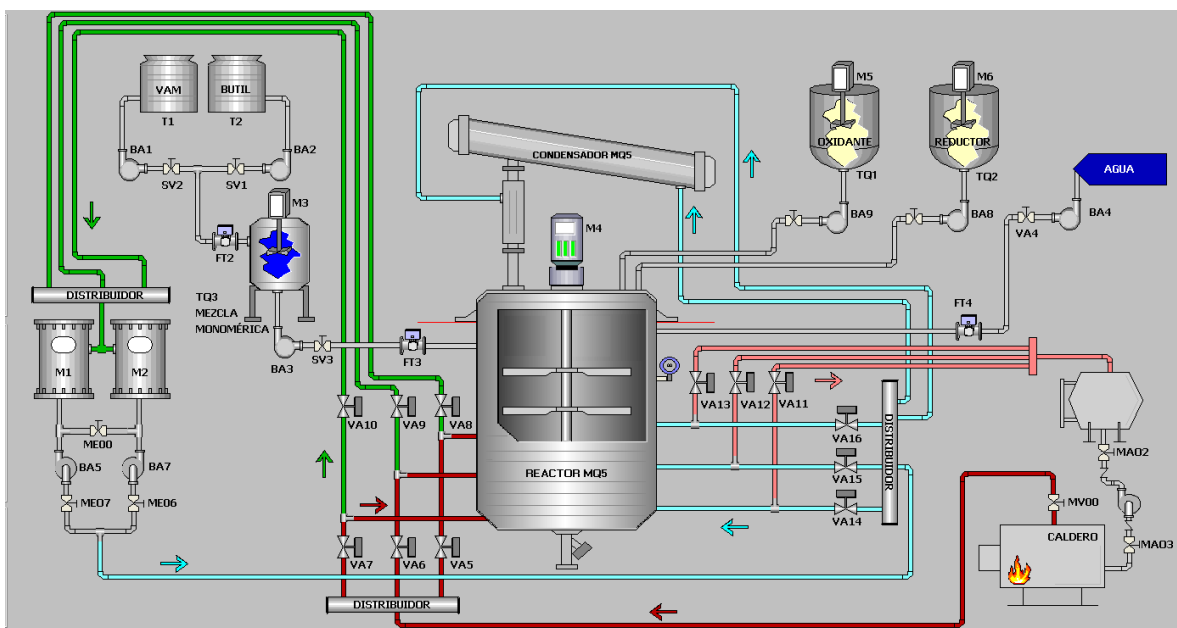 VAM
BUTIL
T1
T2
BA1
BA2
SV2
SV1
M3
FT2
DISTRIBUIDOR
TQ3
MEZCLA
MONOMÉRICA
BA3
SV3
FT3
M1
M2
ME00
BA5
BA7
ME07
ME06
CONDENSADOR MQ5
M4
M5
M6
OXIDANTE
REDUCTOR
TQ1
TQ2
BA9
BA8
AGUA
VA4
BA4
FT4
VA10
VA9
VA8
REACTOR MQ5
VA13
VA12
VA11
VA16
VA15
VA14
DISTRIBUIDOR
VA7
VA6
VA5
DISTRIBUIDOR
MA02
MV00
CALDERO
MA03